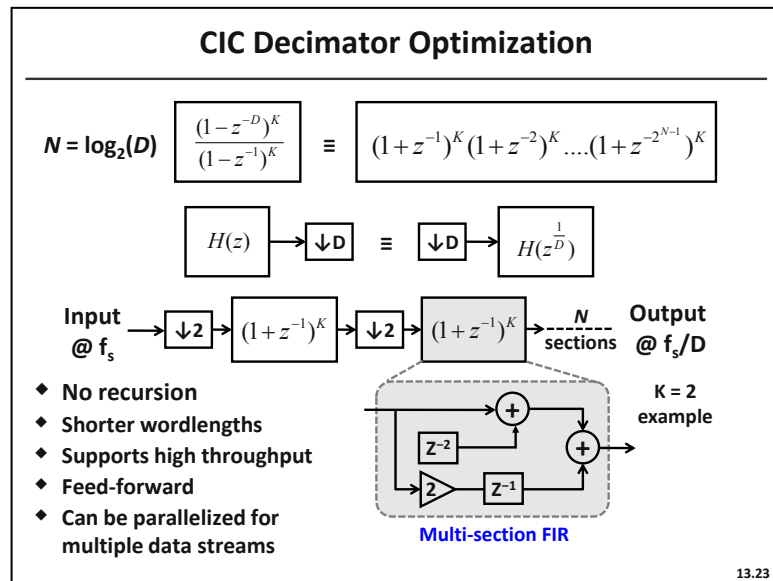 CIC Decimator Optimization
N = log₂(D) (1−z^{−D})^K / (1−z^{−1})^K ≡ (1+z^{−1})^K(1+z^{−2})^K....(1+z^{−2^{N−1}})^K
H(z) ↓D ≡ ↓D H(z^{1/D})
Input @ fₛ ↓2 (1+z^{−1})^K ↓2 (1+z^{−1})^K N sections Output @ fₛ/D
◆ No recursion
◆ Shorter wordlengths
◆ Supports high throughput
◆ Feed-forward
◆ Can be parallelized for
multiple data streams
K = 2
example
+
Z⁻²
+
2 Z⁻¹
Multi-section FIR
13.23